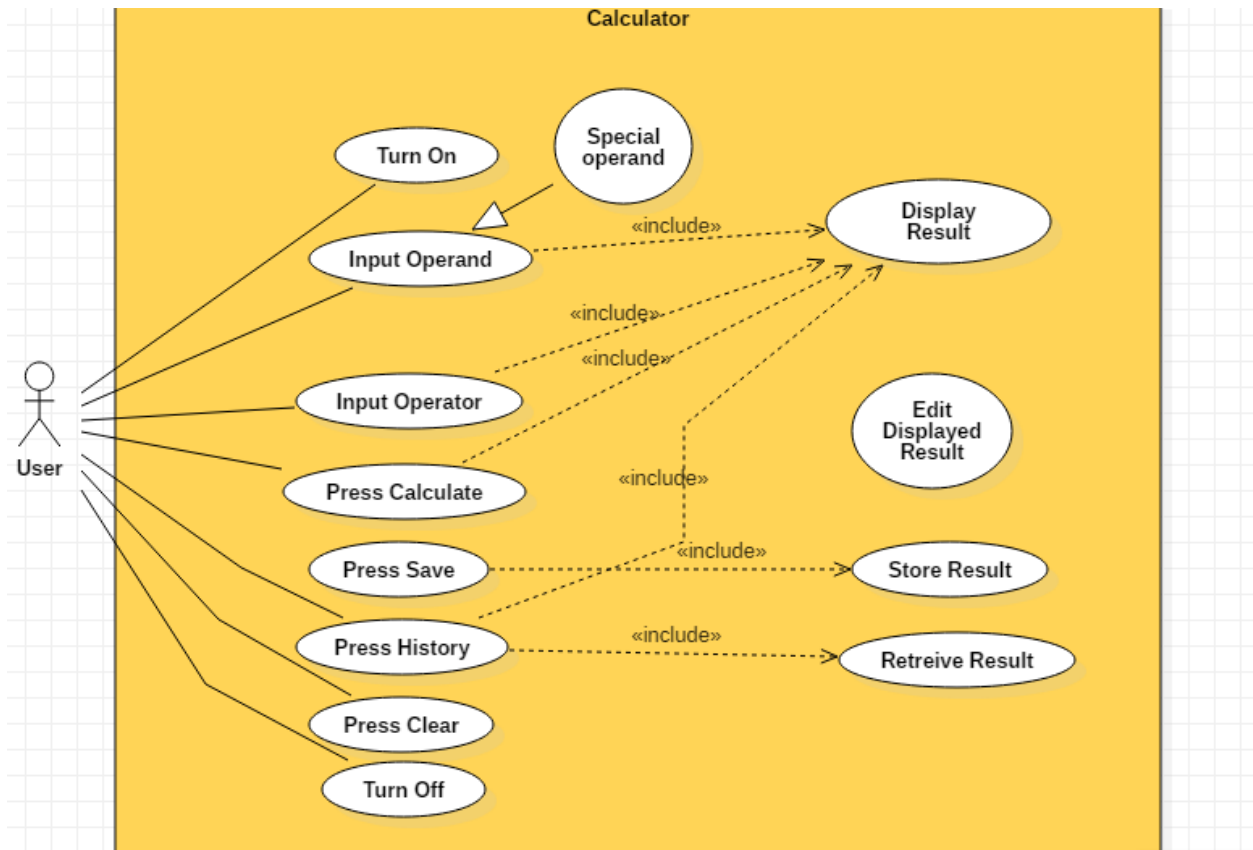 Calculator
Turn On
Special
operand
Input Operand
«include»
Display
Result
«include»
«include»
Input Operator
Edit
Displayed
Result
User
Press Calculate
«include»
«include»
Press Save
Store Result
Press History
«include»
Retreive Result
Press Clear
Turn Off